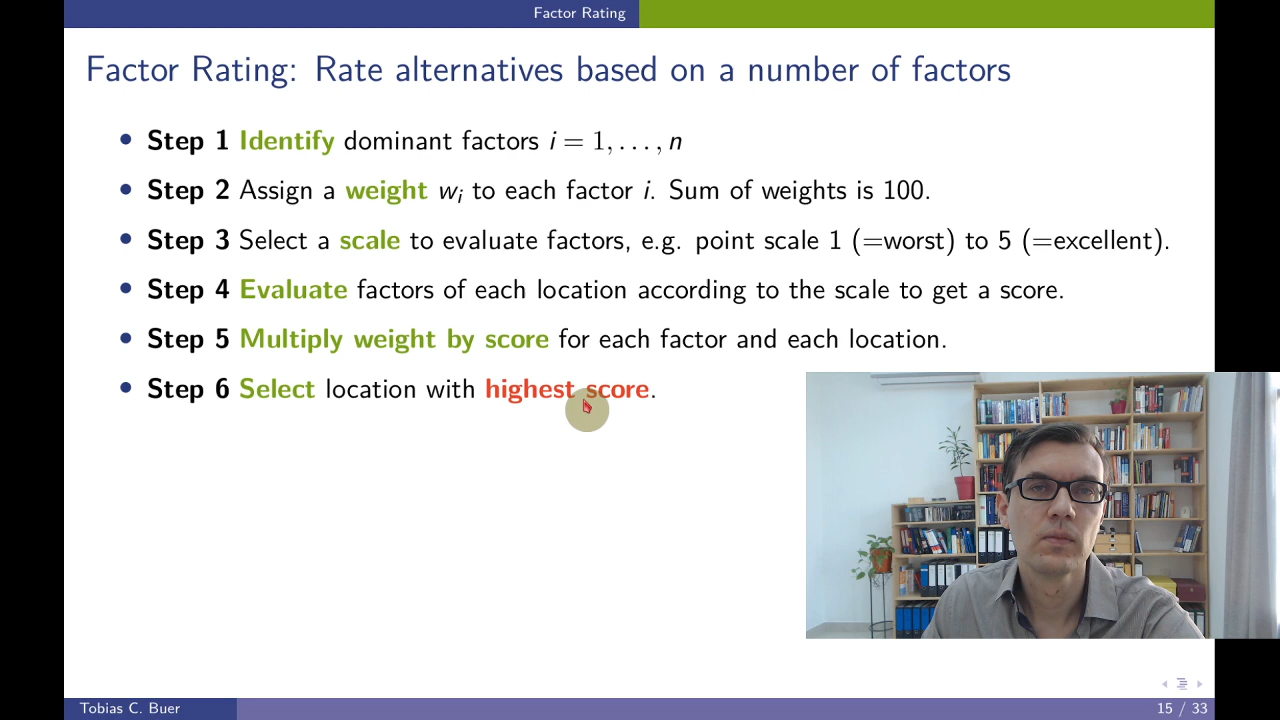 Factor Rating
Factor Rating: Rate alternatives based on a number of factors
• Step 1 Identify dominant factors i = 1, . . . , n
• Step 2 Assign a weight wᵢ to each factor i. Sum of weights is 100.
• Step 3 Select a scale to evaluate factors, e.g. point scale 1 (=worst) to 5 (=excellent).
• Step 4 Evaluate factors of each location according to the scale to get a score.
• Step 5 Multiply weight by score for each factor and each location.
• Step 6 Select location with highest score.
Tobias C. Buer
15 / 33